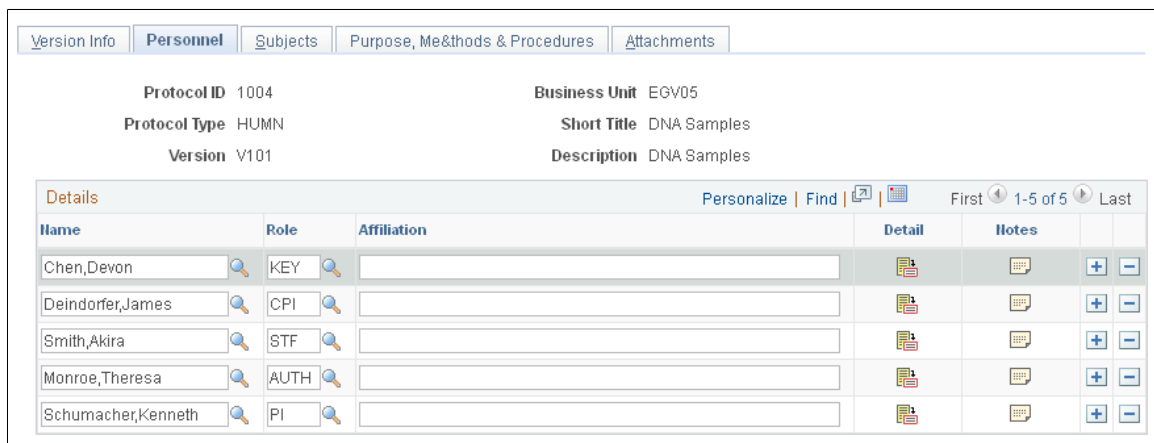 Version Info Personnel Subjects Purpose, Me&thods & Procedures Attachments
Protocol ID 1004 Business Unit EGV05
Protocol Type HUMN Short Title DNA Samples
Version V101 Description DNA Samples
Details Personalize | Find | | First 1-5 of 5 Last
Name Role Affiliation Detail Notes
Chen,Devon KEY
Deindorfer,James CPI
Smith,Akira STF
Monroe,Theresa AUTH
Schumacher,Kenneth PI